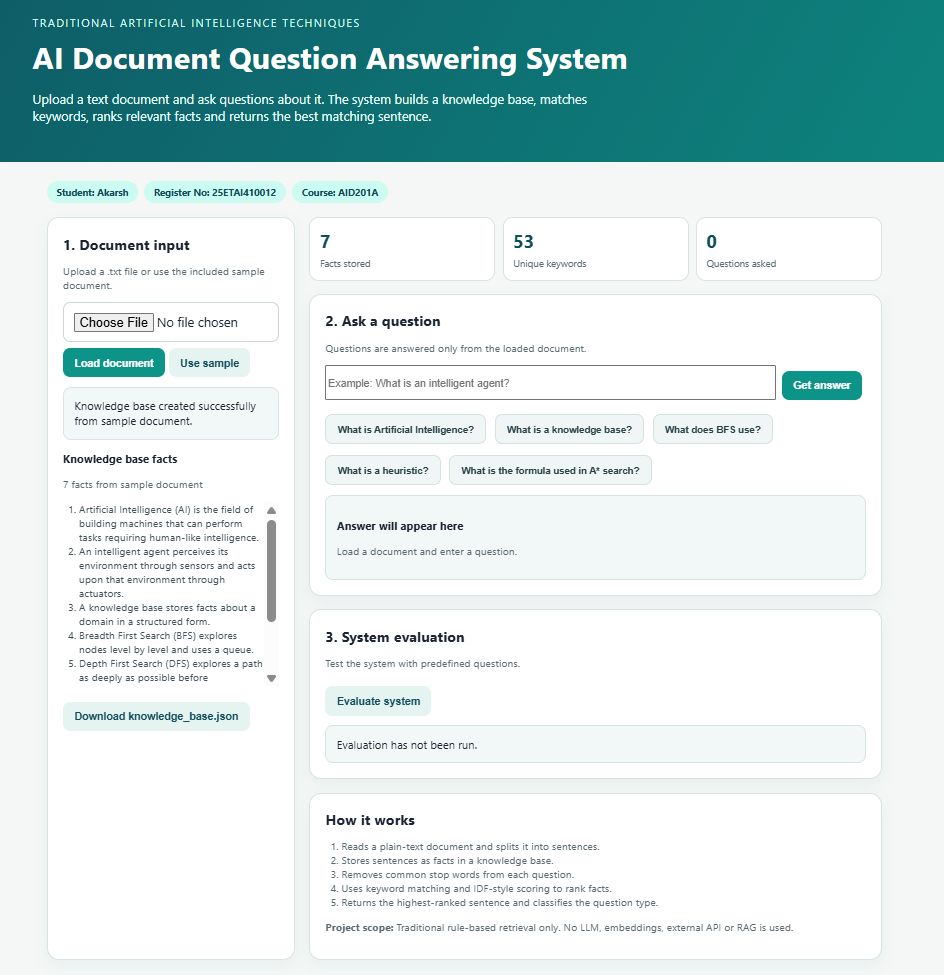 TRADITIONAL ARTIFICIAL INTELLIGENCE TECHNIQUES
AI Document Question Answering System
Upload a text document and ask questions about it. The system builds a knowledge base, matches
keywords, ranks relevant facts and returns the best matching sentence.
Student: Akarsh
Register No: 25ETAI410012
Course: AID201A
1. Document input
Upload a .txt file or use the included sample
document.
Choose File No file chosen
Load document
Use sample
Knowledge base created successfully
from sample document.
Knowledge base facts
7 facts from sample document
1. Artificial Intelligence (AI) is the field of
building machines that can perform
tasks requiring human-like intelligence.
2. An intelligent agent perceives its
environment through sensors and acts
upon that environment through
actuators.
3. A knowledge base stores facts about a
domain in a structured form.
4. Breadth First Search (BFS) explores
nodes level by level and uses a queue.
5. Depth First Search (DFS) explores a path
as deeply as possible before
Download knowledge_base.json
7
Facts stored
53
Unique keywords
0
Questions asked
2. Ask a question
Questions are answered only from the loaded document.
Example: What is an intelligent agent?
Get answer
What is Artificial Intelligence?
What is a knowledge base?
What does BFS use?
What is a heuristic?
What is the formula used in A* search?
Answer will appear here
Load a document and enter a question.
3. System evaluation
Test the system with predefined questions.
Evaluate system
Evaluation has not been run.
How it works
1. Reads a plain-text document and splits it into sentences.
2. Stores sentences as facts in a knowledge base.
3. Removes common stop words from each question.
4. Uses keyword matching and IDF-style scoring to rank facts.
5. Returns the highest-ranked sentence and classifies the question type.
Project scope: Traditional rule-based retrieval only. No LLM, embeddings, external API or RAG is used.